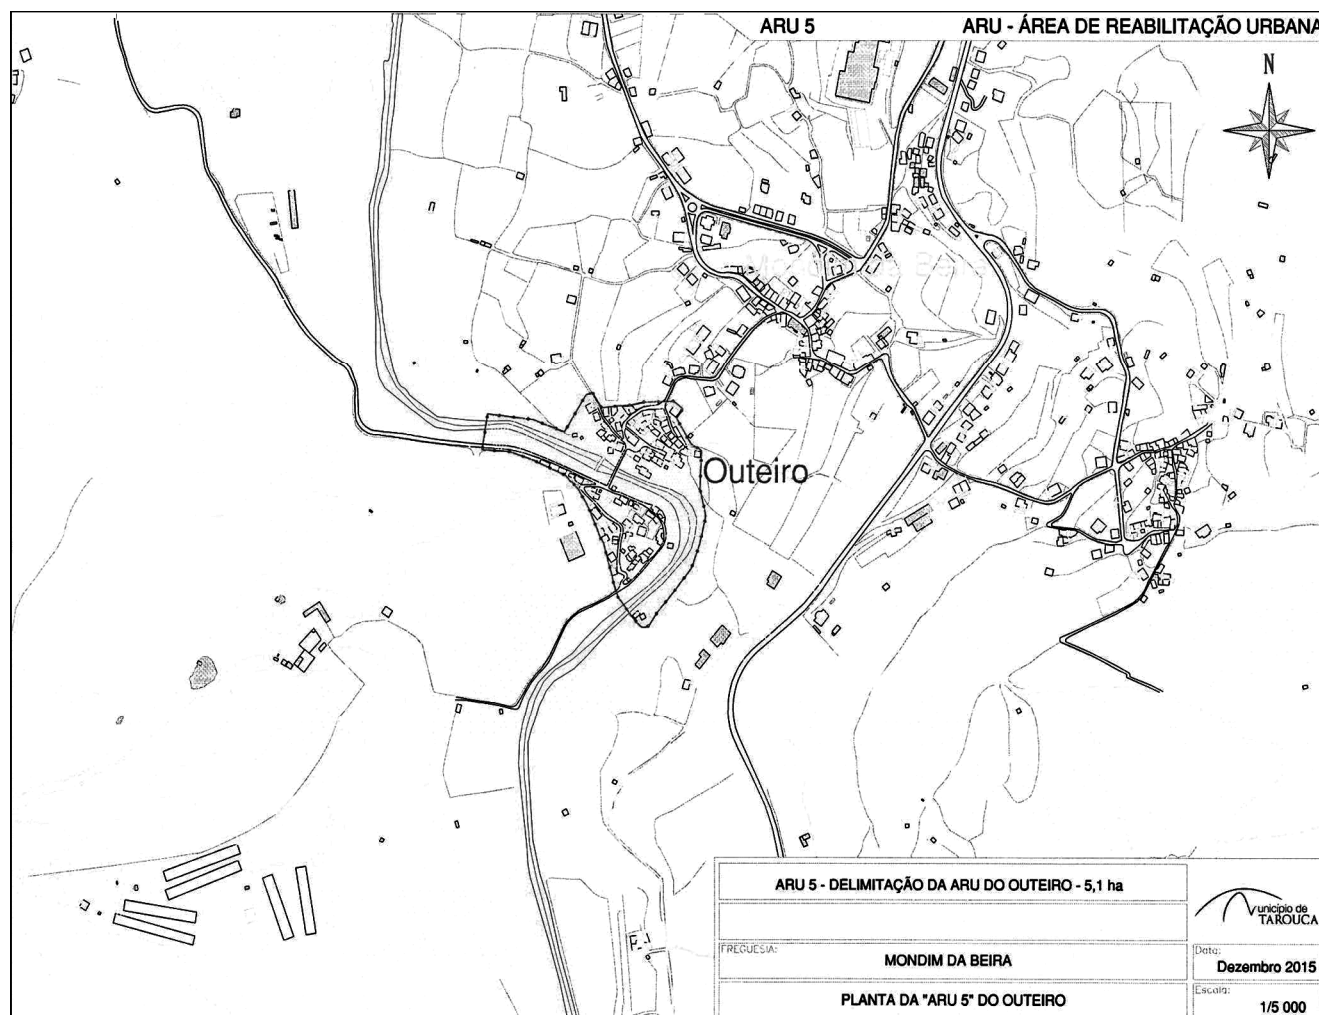 ARU 5
ARU - ÁREA DE REABILITAÇÃO URBANA
N
Outeiro
ARU 5 - DELIMITAÇÃO DA ARU DO OUTEIRO - 5,1 ha
Município de
TAROUCA
FREGUESIA:
MONDIM DA BEIRA
Data:
Dezembro 2015
PLANTA DA "ARU 5" DO OUTEIRO
Escala:
1/5 000